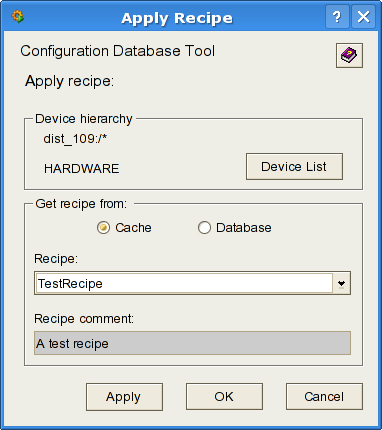 Apply Recipe
Configuration Database Tool
Apply recipe:
Device hierarchy
dist_109:/*
HARDWARE
Device List
Get recipe from:
Cache Database
Recipe:
TestRecipe
Recipe comment:
A test recipe
Apply OK Cancel